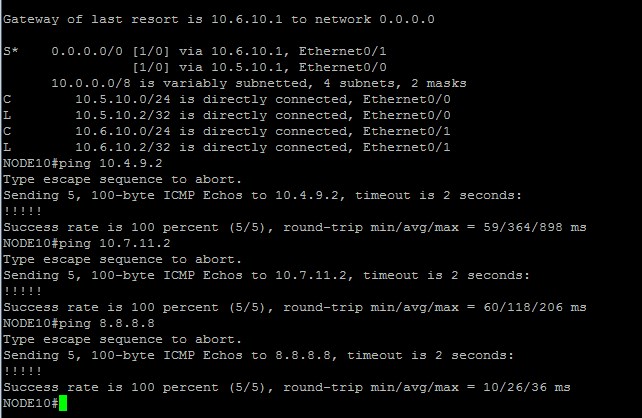 Gateway of last resort is 10.6.10.1 to network 0.0.0.0
S*    0.0.0.0/0 [1/0] via 10.6.10.1, Ethernet0/1
                [1/0] via 10.5.10.1, Ethernet0/0
      10.0.0.0/8 is variably subnetted, 4 subnets, 2 masks
C        10.5.10.0/24 is directly connected, Ethernet0/0
L        10.5.10.2/32 is directly connected, Ethernet0/0
C        10.6.10.0/24 is directly connected, Ethernet0/1
L        10.6.10.2/32 is directly connected, Ethernet0/1
NODE10#ping 10.4.9.2
Type escape sequence to abort.
Sending 5, 100-byte ICMP Echos to 10.4.9.2, timeout is 2 seconds:
!!!!!
Success rate is 100 percent (5/5), round-trip min/avg/max = 59/364/898 ms
NODE10#ping 10.7.11.2
Type escape sequence to abort.
Sending 5, 100-byte ICMP Echos to 10.7.11.2, timeout is 2 seconds:
!!!!!
Success rate is 100 percent (5/5), round-trip min/avg/max = 60/118/206 ms
NODE10#ping 8.8.8.8
Type escape sequence to abort.
Sending 5, 100-byte ICMP Echos to 8.8.8.8, timeout is 2 seconds:
!!!!!
Success rate is 100 percent (5/5), round-trip min/avg/max = 10/26/36 ms
NODE10#